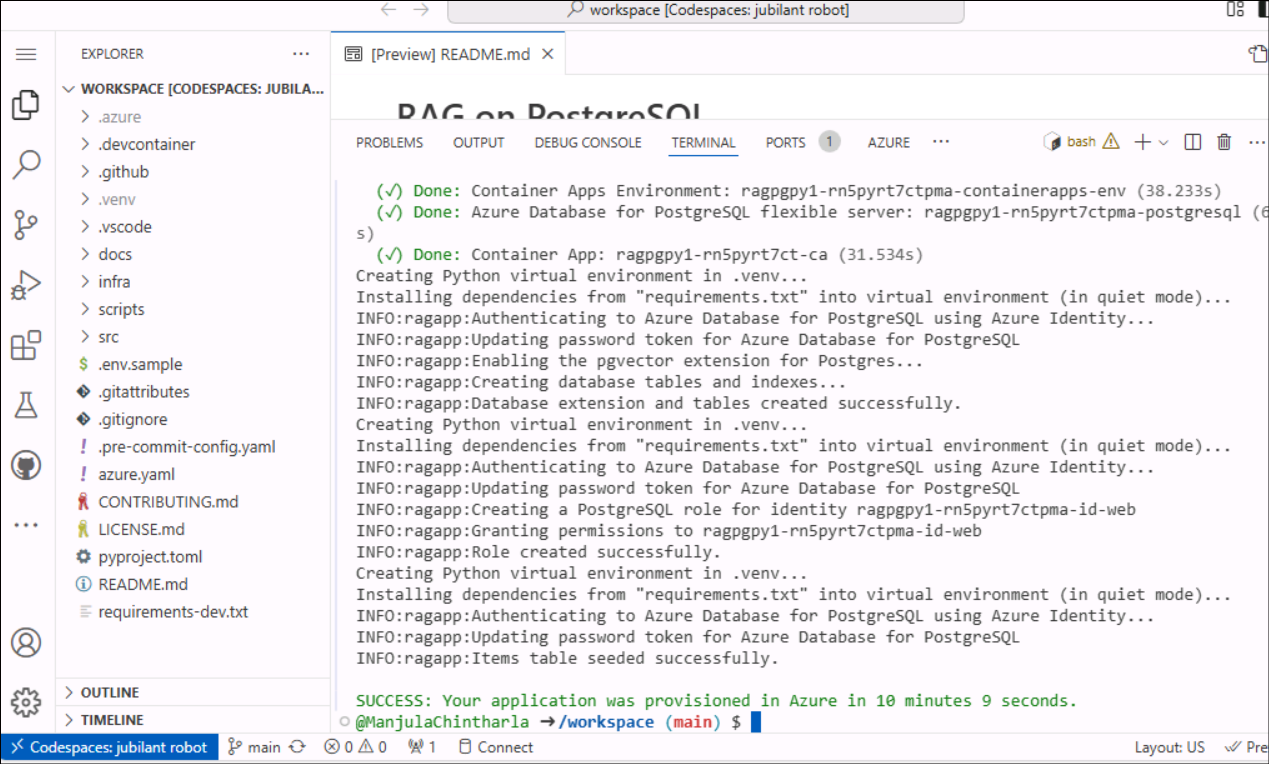 workspace [Codespaces: jubilant robot]
EXPLORER
WORKSPACE [CODESPACES: JUBILA...
.azure
.devcontainer
.github
.venv
.vscode
docs
infra
scripts
src
.env.sample
.gitattributes
.gitignore
.pre-commit-config.yaml
azure.yaml
CONTRIBUTING.md
LICENSE.md
pyproject.toml
README.md
requirements-dev.txt
OUTLINE
TIMELINE
[Preview] README.md
RAG on PostgreSQL
PROBLEMS OUTPUT DEBUG CONSOLE TERMINAL PORTS 1 AZURE ... bash
(✓) Done: Container Apps Environment: ragpgpy1-rn5pyrt7ctpma-containerapps-env (38.233s)
(✓) Done: Azure Database for PostgreSQL flexible server: ragpgpy1-rn5pyrt7ctpma-postgresql (6
s)
(✓) Done: Container App: ragpgpy1-rn5pyrt7ct-ca (31.534s)
Creating Python virtual environment in .venv...
Installing dependencies from "requirements.txt" into virtual environment (in quiet mode)...
INFO:ragapp:Authenticating to Azure Database for PostgreSQL using Azure Identity...
INFO:ragapp:Updating password token for Azure Database for PostgreSQL
INFO:ragapp:Enabling the pgvector extension for Postgres...
INFO:ragapp:Creating database tables and indexes...
INFO:ragapp:Database extension and tables created successfully.
Creating Python virtual environment in .venv...
Installing dependencies from "requirements.txt" into virtual environment (in quiet mode)...
INFO:ragapp:Authenticating to Azure Database for PostgreSQL using Azure Identity...
INFO:ragapp:Updating password token for Azure Database for PostgreSQL
INFO:ragapp:Creating a PostgreSQL role for identity ragpgpy1-rn5pyrt7ctpma-id-web
INFO:ragapp:Granting permissions to ragpgpy1-rn5pyrt7ctpma-id-web
INFO:ragapp:Role created successfully.
Creating Python virtual environment in .venv...
Installing dependencies from "requirements.txt" into virtual environment (in quiet mode)...
INFO:ragapp:Authenticating to Azure Database for PostgreSQL using Azure Identity...
INFO:ragapp:Updating password token for Azure Database for PostgreSQL
INFO:ragapp:Items table seeded successfully.
SUCCESS: Your application was provisioned in Azure in 10 minutes 9 seconds.
@ManjulaChintharla ➜/workspace (main) $
Codespaces: jubilant robot main 0 0 1 Connect Layout: US Pre